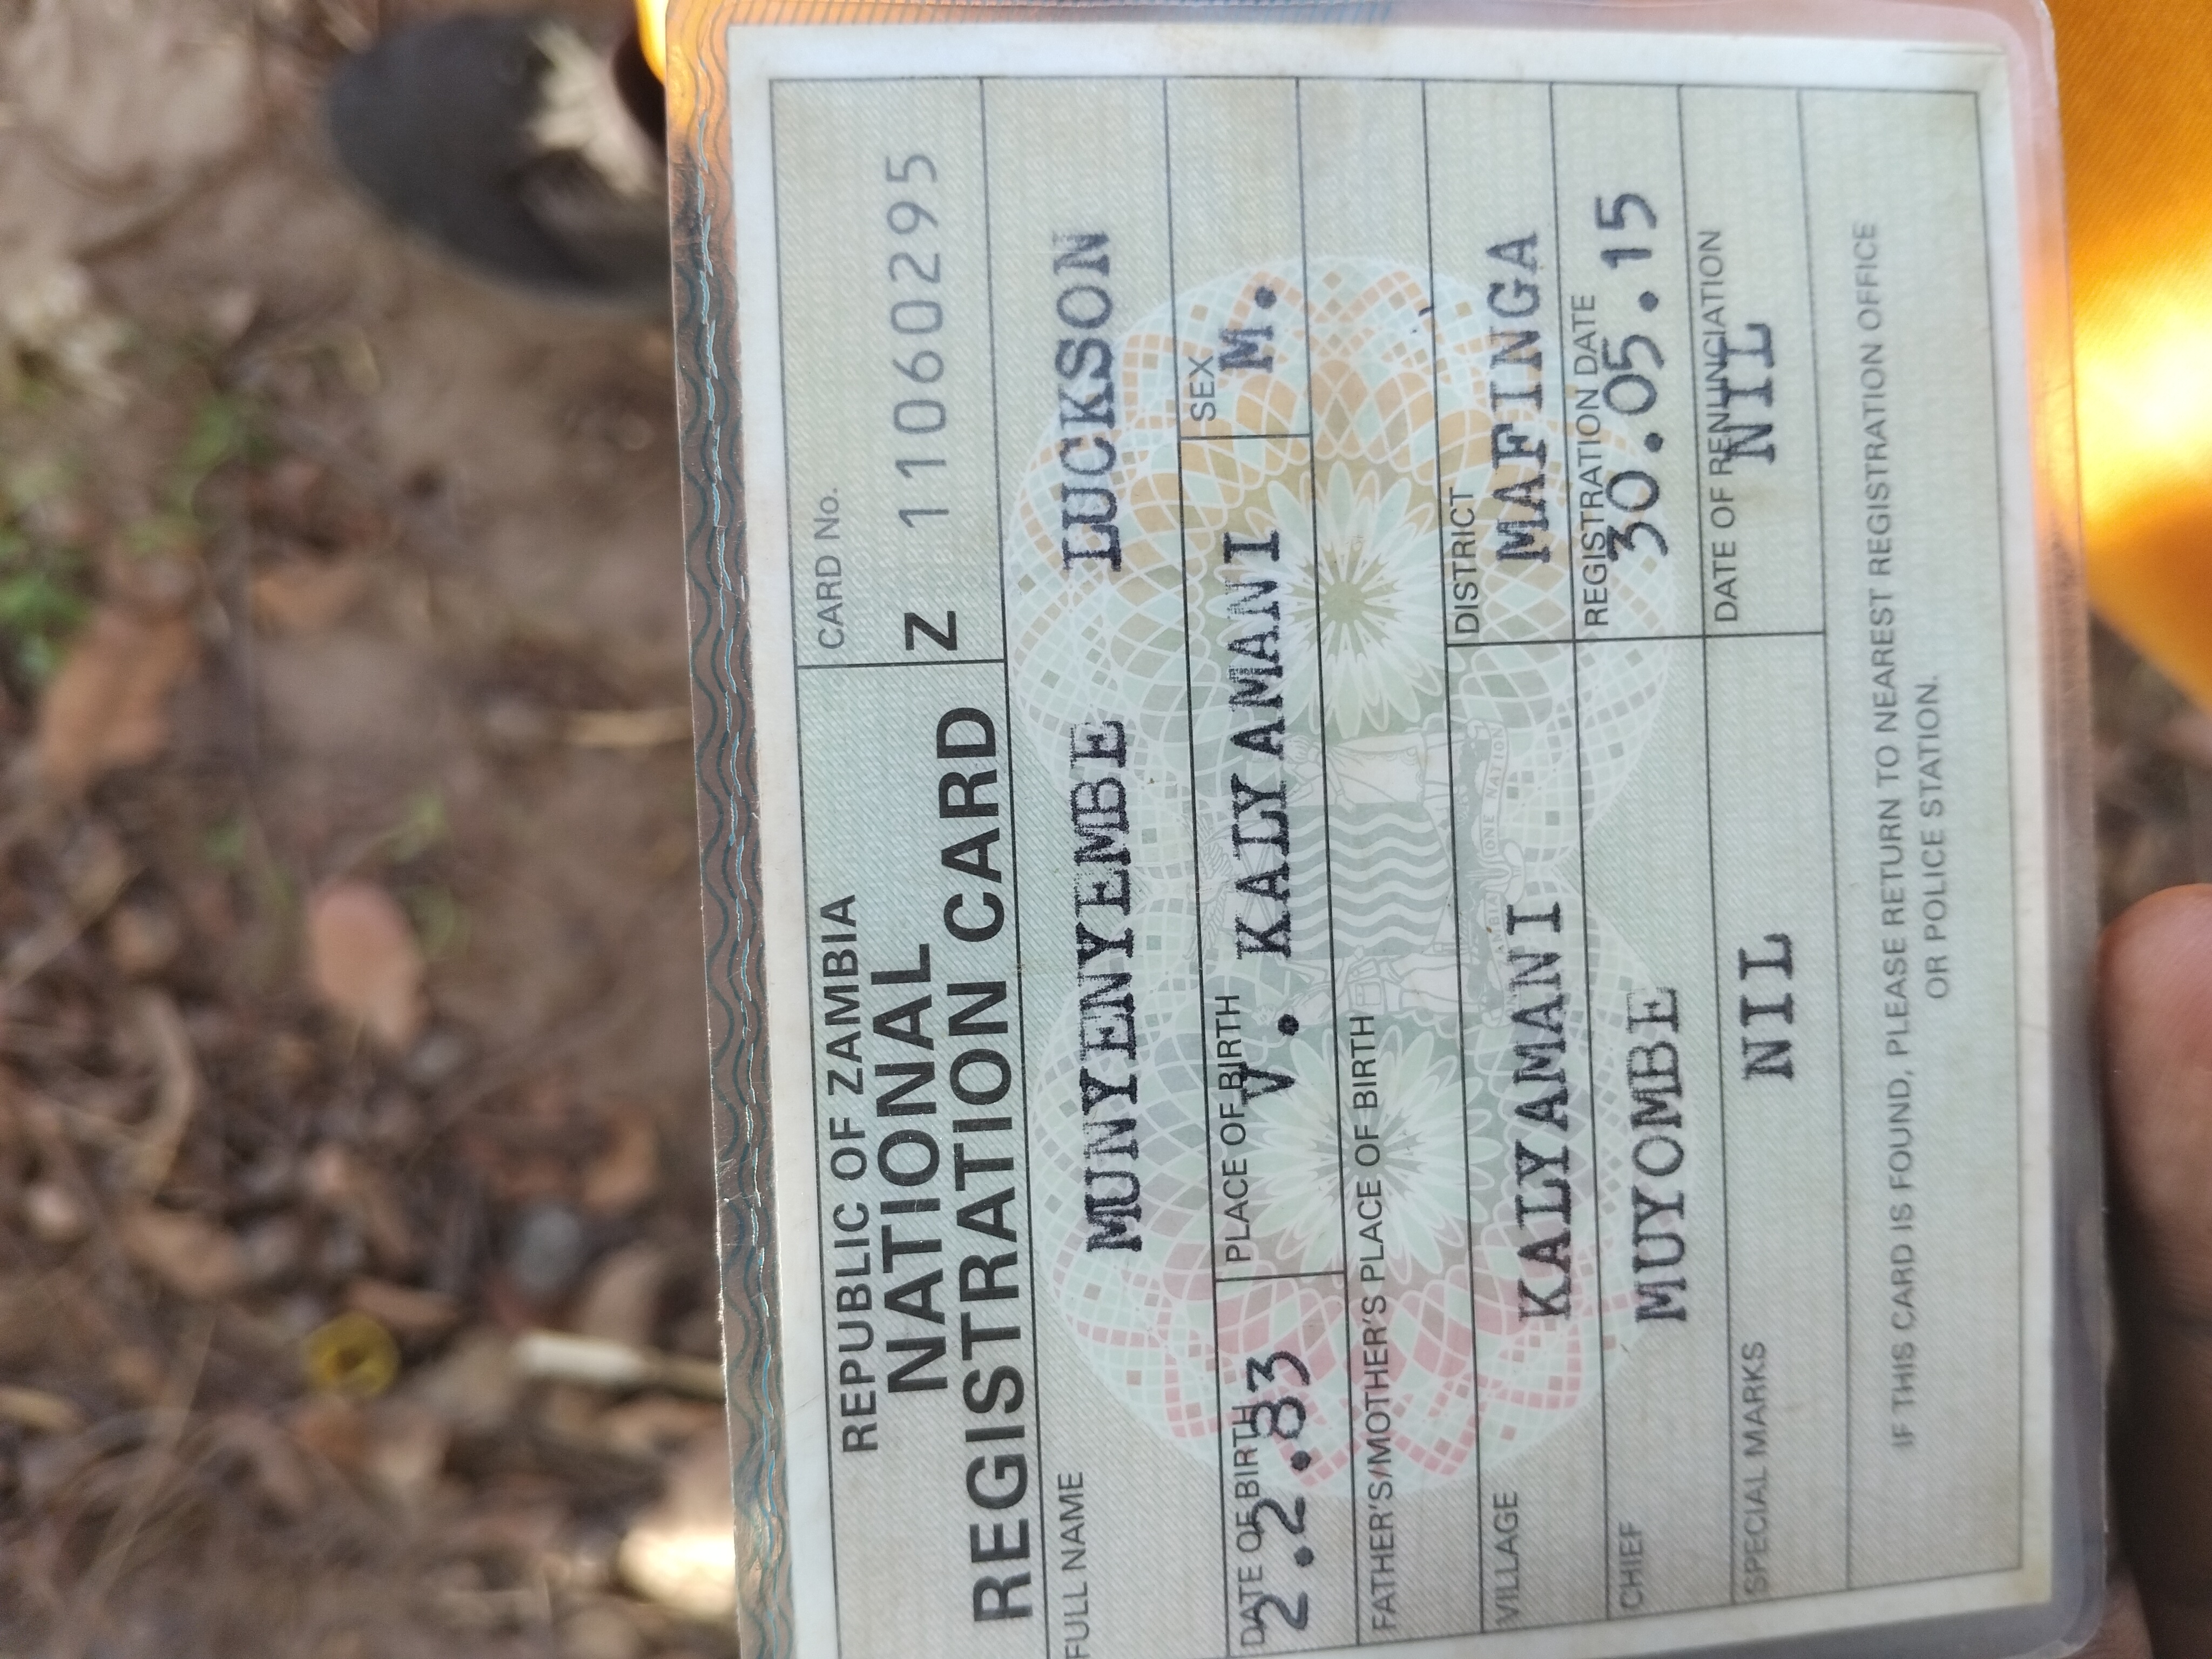 REPUBLIC OF ZAMBIA
NATIONAL
REGISTRATION CARD
CARD No.
Z 11060295
FULL NAME
MUNYENYEMBE LUCKSON
DATE OF BIRTH
2.2.83
PLACE OF BIRTH
V. KALYAMANI
SEX
M.
FATHER'S/MOTHER'S PLACE OF BIRTH
VILLAGE
KALYAMANI
DISTRICT
MAFINGA
CHIEF
MUYOMBE
REGISTRATION DATE
30.05.15
SPECIAL MARKS
NIL
DATE OF RENUNCIATION
NIL
IF THIS CARD IS FOUND, PLEASE RETURN TO NEAREST REGISTRATION OFFICE
OR POLICE STATION.